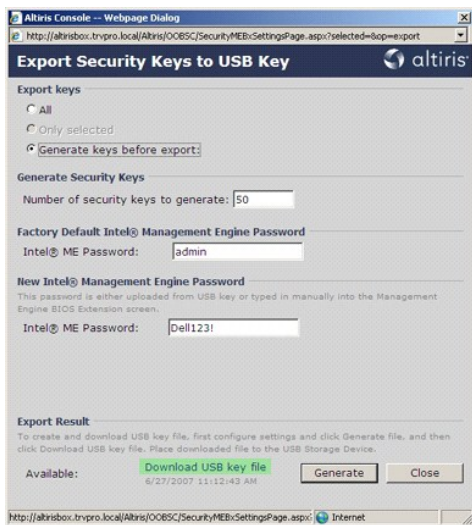 Altiris Console -- Webpage Dialog
http://altirisbox.trvpro.local/Altiris/OOBSC/SecurityMEBxSettingsPage.aspx?selected=&op=export
Export Security Keys to USB Key
altiris
Export keys
All
Only selected
Generate keys before export:
Generate Security Keys
Number of security keys to generate: 50
Factory Default Intel® Management Engine Password
Intel® ME Password: admin
New Intel® Management Engine Password
This password is either uploaded from USB key or typed in manually into the Management
Engine BIOS Extension screen.
Intel® ME Password: Dell123!
Export Result
To create and download USB key file, first configure settings and click Generate file, and then
click Download USB key file. Place downloaded file to the USB Storage Device.
Available: Download USB key file Generate Close
6/27/2007 11:12:43 AM
http://altirisbox.trvpro.local/Altiris/OOBSC/SecurityMEBxSettingsPage.aspx? Internet